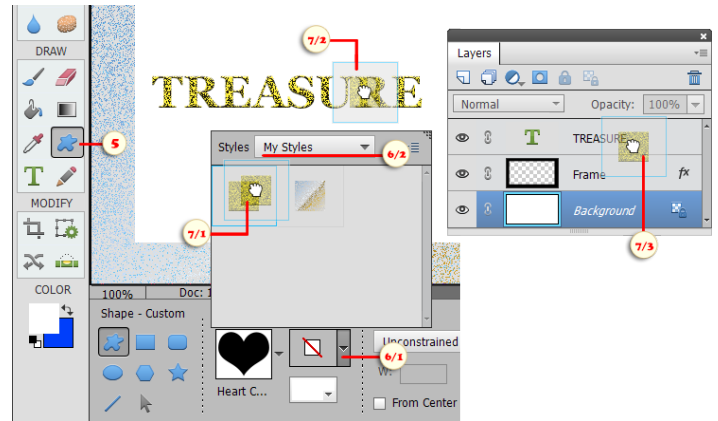 DRAW
5
MODIFY
COLOR
7/2
TREASURE
Styles My Styles
6/2
7/1
100% Doc: 1
Shape - Custom
Heart C...
6/1
Unconstrained
W:
From Center
Layers
Normal Opacity: 100%
T TREASURE
Frame fx
Background
7/3